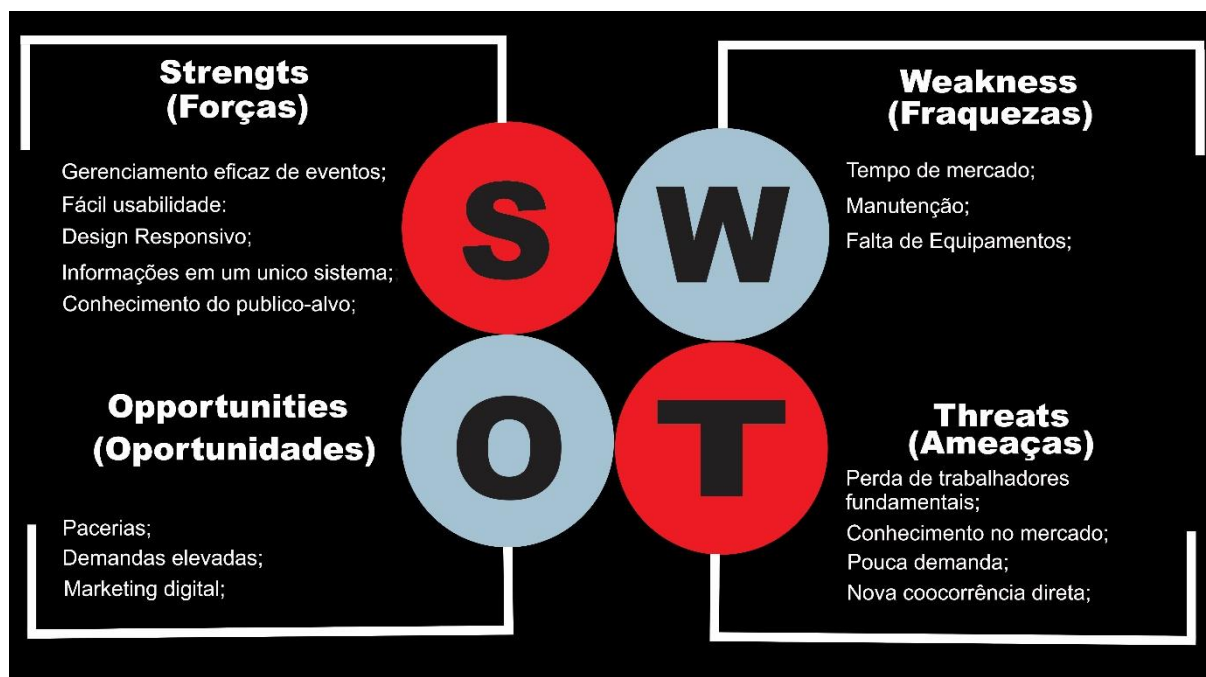 Strengts
(Forças)
Gerenciamento eficaz de eventos;
Fácil usabilidade:
Design Responsivo;
Informações em um unico sistema;
Conhecimento do publico-alvo;
S
W
Weakness
(Fraquezas)
Tempo de mercado;
Manutenção;
Falta de Equipamentos;
Opportunities
(Oportunidades)
Pacerias;
Demandas elevadas;
Marketing digital;
O
T
Threats
(Ameaças)
Perda de trabalhadores
fundamentais;
Conhecimento no mercado;
Pouca demanda;
Nova coocorrência direta;